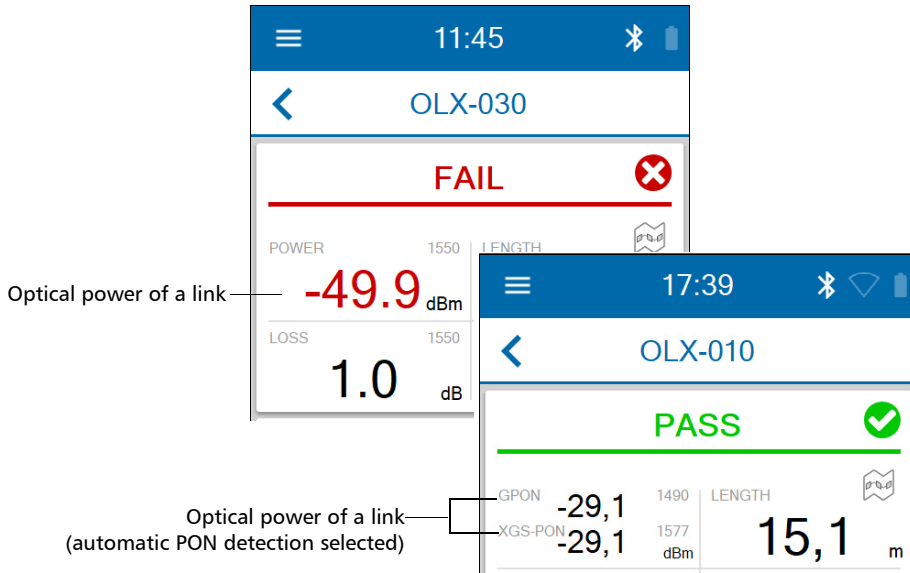 11:45
OLX-030
FAIL
POWER 1550 LENGTH
-49.9 dBm
Optical power of a link
LOSS 1550
1.0 dB
17:39
OLX-010
PASS
GPON -29,1 1490 LENGTH
XGS-PON -29,1 1577 dBm
15,1 m
Optical power of a link
(automatic PON detection selected)